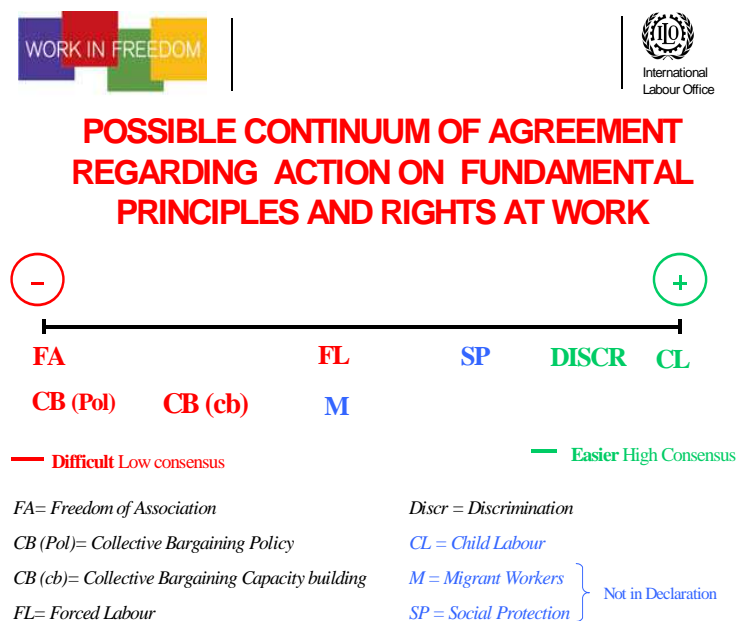 WORK IN FREEDOM
International
Labour Office
POSSIBLE CONTINUUM OF AGREEMENT
REGARDING ACTION ON FUNDAMENTAL
PRINCIPLES AND RIGHTS AT WORK
– +
FA FL SP DISCR CL
CB (Pol) CB (cb) M
Difficult Low consensus
Easier High Consensus
FA= Freedom of Association Discr = Discrimination
CB (Pol)= Collective Bargaining Policy CL = Child Labour
CB (cb)= Collective Bargaining Capacity building M = Migrant Workers
Not in Declaration
FL= Forced Labour SP = Social Protection